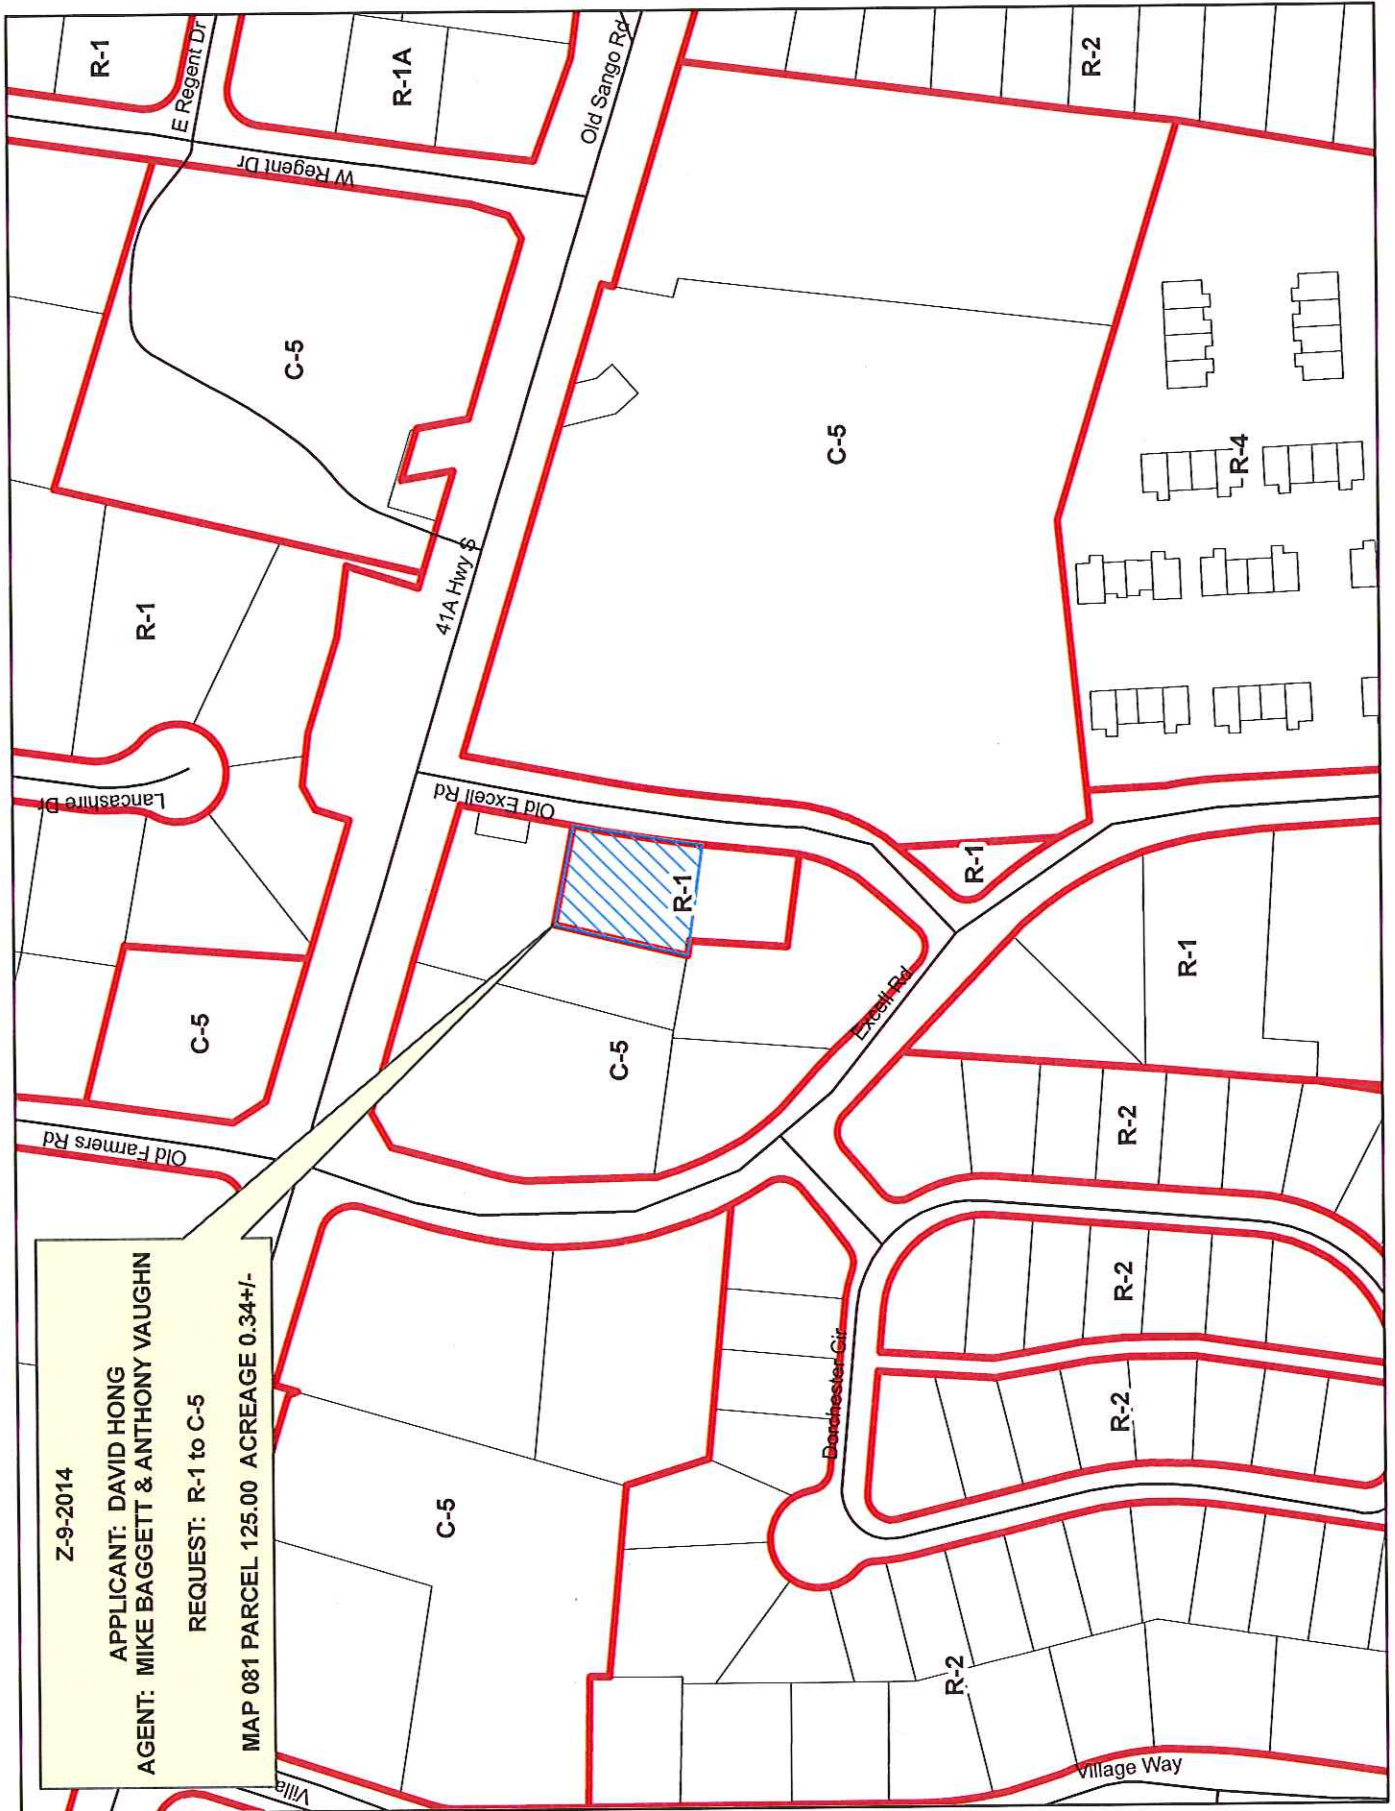 Z-9-2014
APPLICANT: DAVID HONG
AGENT: MIKE BAGGETT & ANTHONY VAUGHN
REQUEST: R-1 to C-5
MAP 081 PARCEL 125.00 ACREAGE 0.34+/-
Old Farmers Rd
C-5
Lancashire Dr
R-1
C-5
W Regent Dr
E Regent Dr
R-1
R-1A
Old Sango Rd
41A Hwy S
Villa
C-5
C-5
Old Excell Rd
R-1
C-5
R-2
Dorchester Cir
Excell Rd
R-1
R-2
Village Way
R-2
R-2
R-2
R-1
R-4